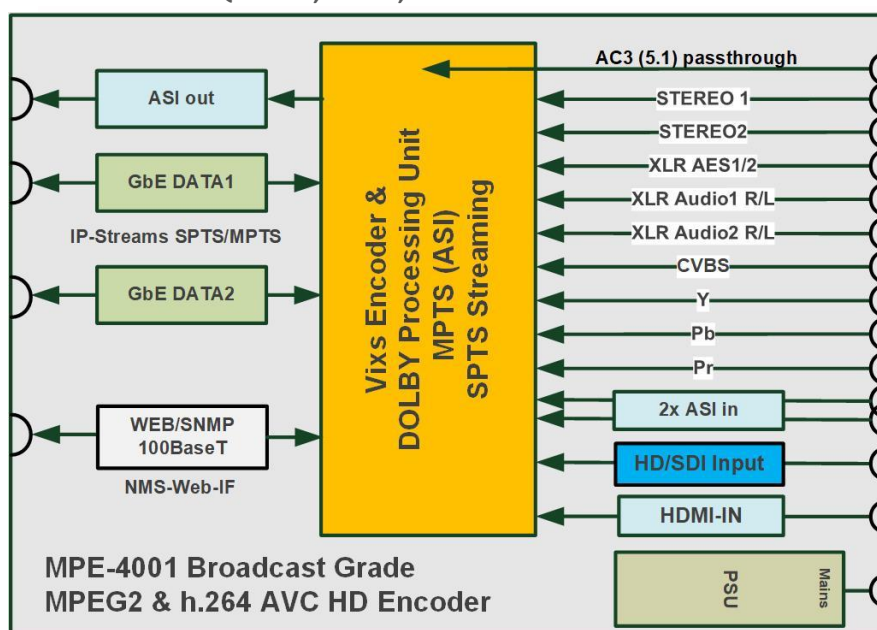 AC3 (5.1) passthrough
ASI out
STEREO 1
STEREO2
GbE DATA1
XLR AES1/2
XLR Audio1 R/L
IP-Streams SPTS/MPTS
XLR Audio2 R/L
CVBS
GbE DATA2
Y
Pb
Pr
Vixs Encoder &
DOLBY Processing Unit
MPTS (ASI)
SPTS Streaming
2x ASI in
WEB/SNMP
100BaseT
HD/SDI Input
NMS-Web-IF
HDMI-IN
MPE-4001 Broadcast Grade
MPEG2 & h.264 AVC HD Encoder
PSU
Mains